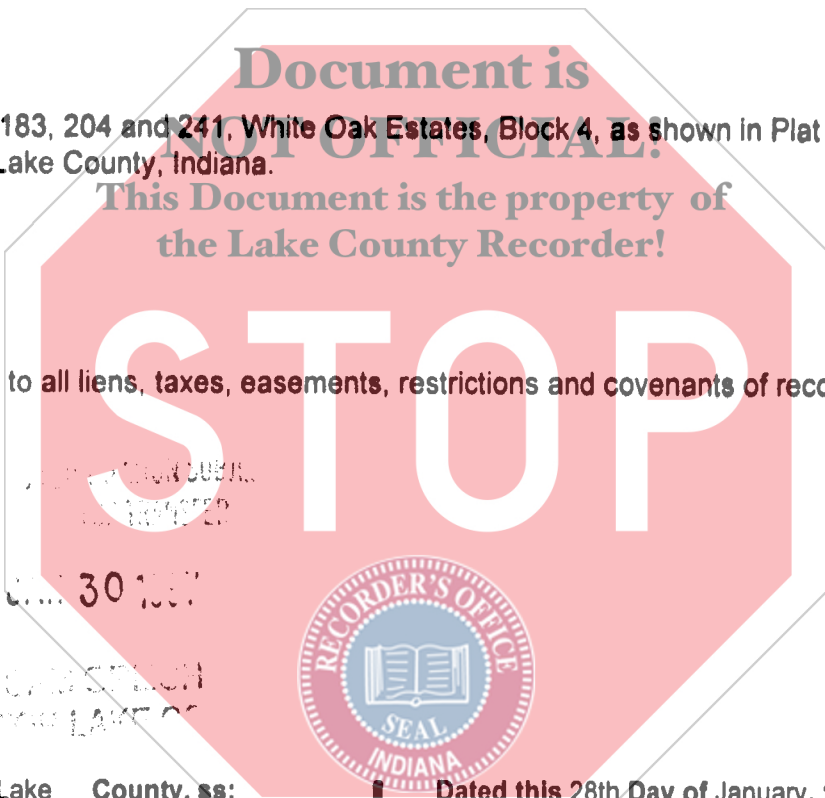 Document is
183, 204 and 241, White Oak Estates, Block 4, as shown in Plat
NOT OFFICIAL!
Lake County, Indiana.
This Document is the property of
the Lake County Recorder!
STOP
to all liens, taxes, easements, restrictions and covenants of reco
30
LAKE
RECORDER'S OFFICE
SEAL
INDIANA
Lake County, ss: Dated this 28th Day of January,